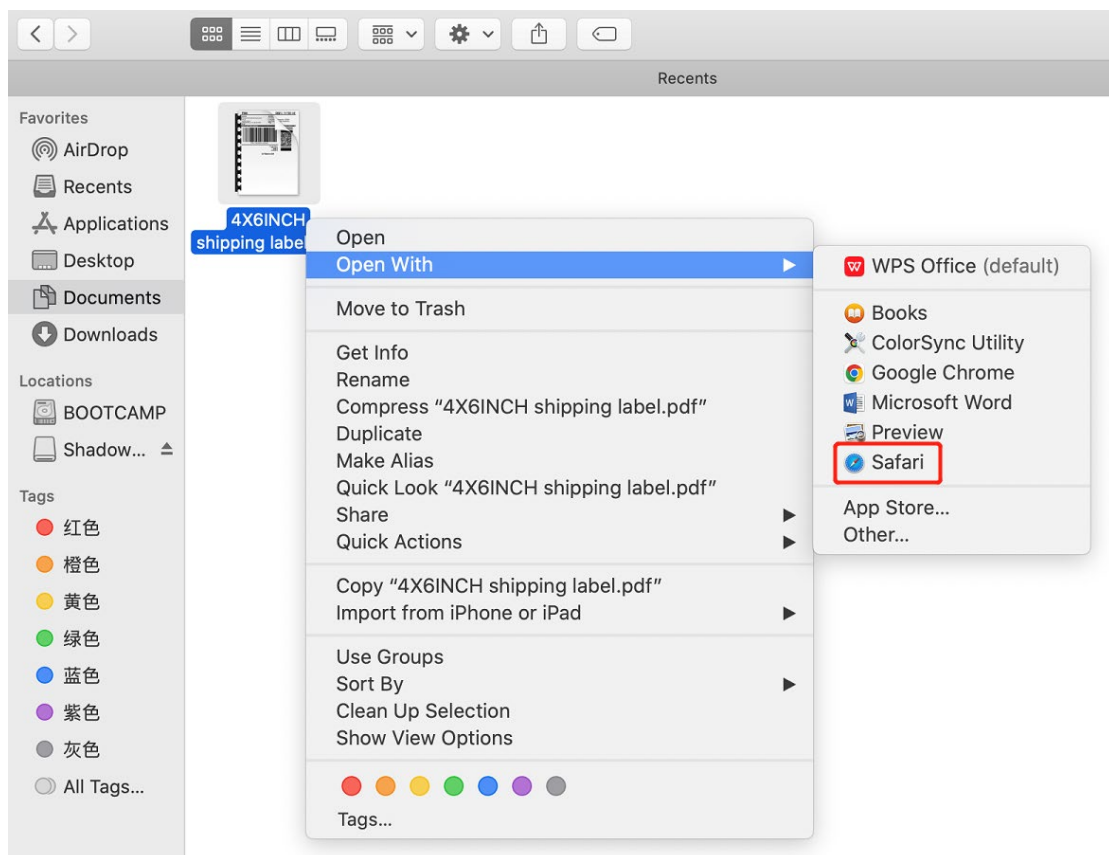 Recents
Favorites
AirDrop
Recents
Applications
Desktop
Documents
Downloads
Locations
BOOTCAMP
Shadow...
Tags
红色
橙色
黄色
绿色
蓝色
紫色
灰色
All Tags...
4X6INCH
shipping label
Open
Open With
Move to Trash
Get Info
Rename
Compress “4X6INCH shipping label.pdf”
Duplicate
Make Alias
Quick Look “4X6INCH shipping label.pdf”
Share
Quick Actions
Copy “4X6INCH shipping label.pdf”
Import from iPhone or iPad
Use Groups
Sort By
Clean Up Selection
Show View Options
Tags...
WPS Office (default)
Books
ColorSync Utility
Google Chrome
Microsoft Word
Preview
Safari
App Store...
Other...